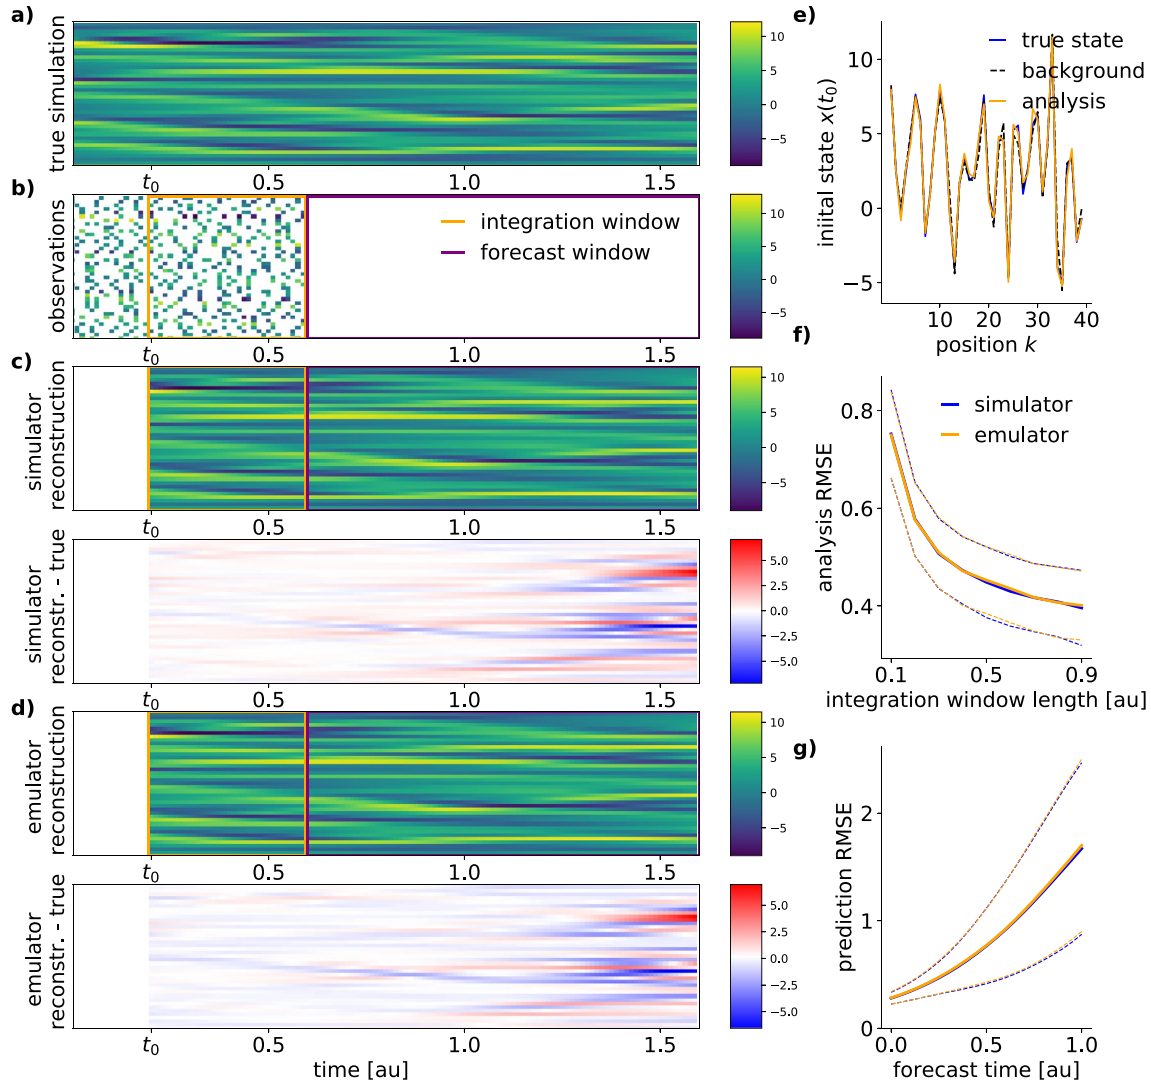 a)
true simulation
10
5
0
−5
t0
0.5
1.0
1.5
b)
observations
integration window
forecast window
10
5
0
−5
t0
0.5
1.0
1.5
c)
simulator
reconstruction
10
5
0
−5
t0
0.5
1.0
1.5
simulator
reconstr. - true
5.0
2.5
0.0
−2.5
−5.0
t0
0.5
1.0
1.5
d)
emulator
reconstruction
10
5
0
−5
t0
0.5
1.0
1.5
emulator
reconstr. - true
5.0
2.5
0.0
−2.5
−5.0
t0
0.5
1.0
1.5
time [au]
e)
iniital state x(t0)
10
5
0
−5
true state
background
analysis
10
20
30
40
position k
f)
analysis RMSE
0.8
0.6
0.4
simulator
emulator
0.1
0.5
0.9
integration window length [au]
g)
prediction RMSE
2
1
0
0.0
0.5
1.0
forecast time [au]